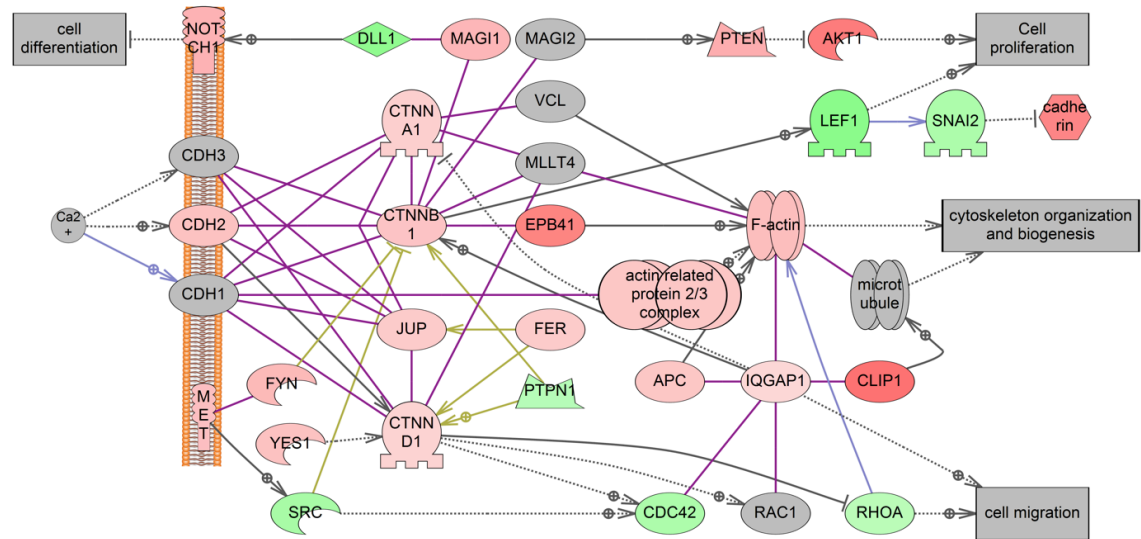 cell
differentiation
NOT
CH1
DLL1
MAGI1
MAGI2
PTEN
AKT1
Cell
proliferation
CTNN
A1
VCL
LEF1
SNAI2
cadhe
rin
CDH3
MLLT4
Ca2
+
CDH2
CTNNB
1
EPB41
F-actin
cytoskeleton organization
and biogenesis
CDH1
actin related
protein 2/3
complex
microt
ubule
JUP
FER
FYN
PTPN1
APC
IQGAP1
CLIP1
M
E
T
YES1
CTNN
D1
SRC
CDC42
RAC1
RHOA
cell migration